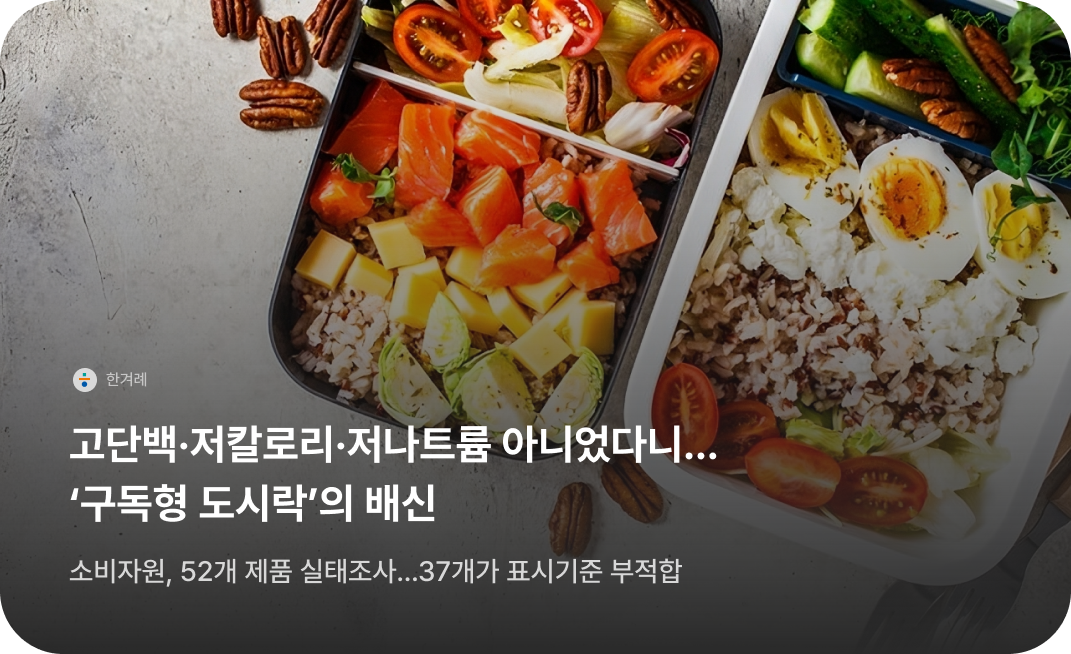 한겨레
고단백·저칼로리·저나트륨 아니었다니...
‘구독형 도시락’의 배신
소비자원, 52개 제품 실태조사...37개가 표시기준 부적합